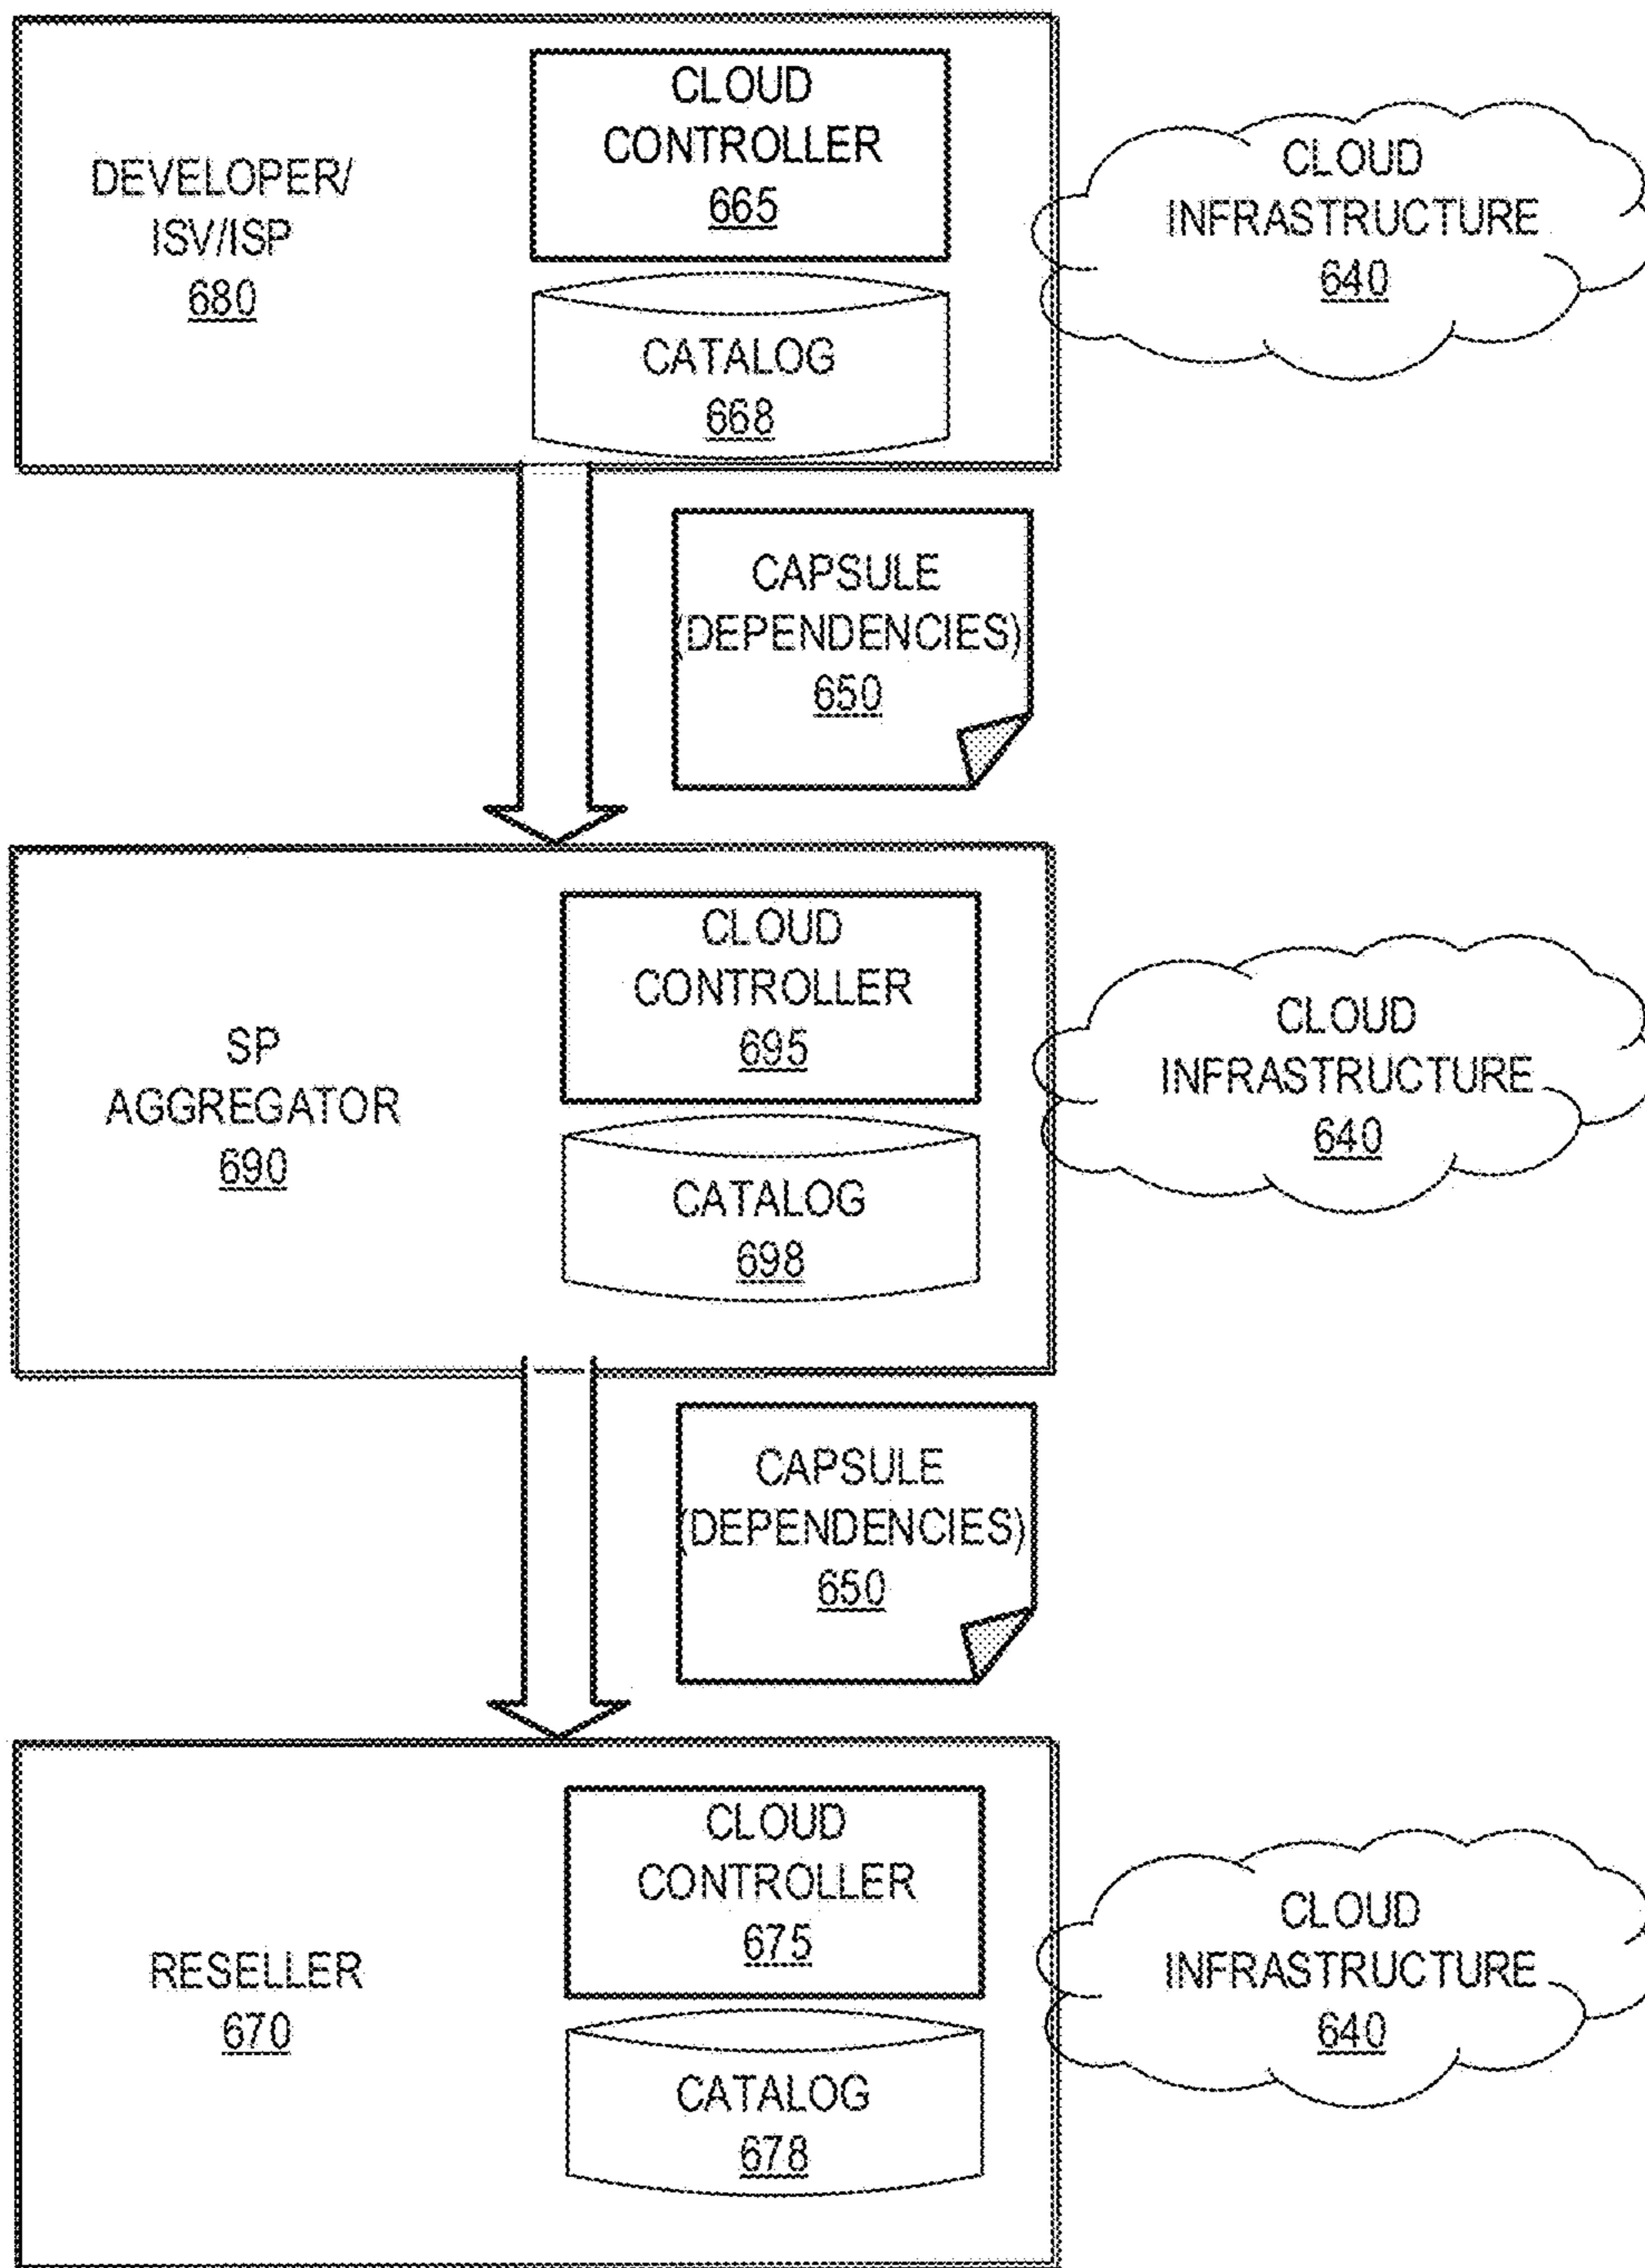 DEVELOPER/
ISV/ISP
680
CLOUD
CONTROLLER
665
CATALOG
668
CLOUD
INFRASTRUCTURE
640
CAPSULE
(DEPENDENCIES)
650
SP
AGGREGATOR
690
CLOUD
CONTROLLER
695
CATALOG
698
CLOUD
INFRASTRUCTURE
640
CAPSULE
(DEPENDENCIES)
650
RESELLER
670
CLOUD
CONTROLLER
675
CATALOG
678
CLOUD
INFRASTRUCTURE
640